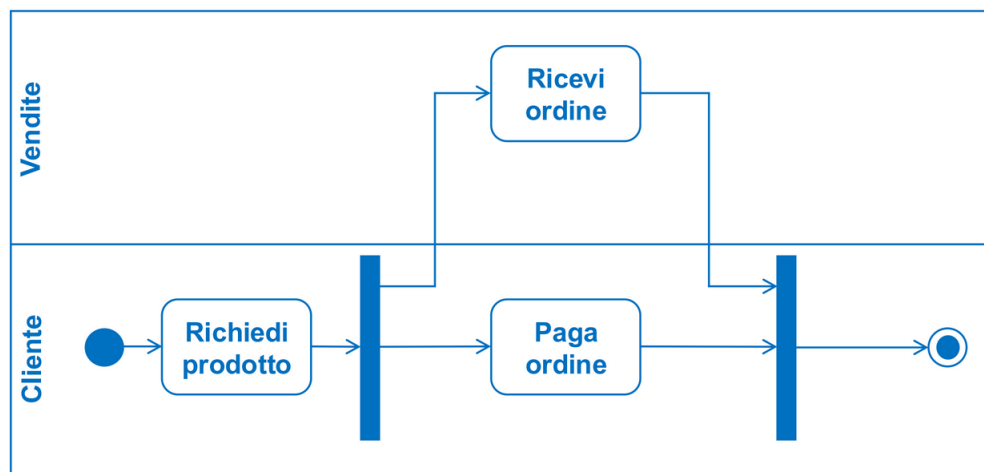 Vendite
Ricevi
ordine
Cliente
Richiedi
prodotto
Paga
ordine